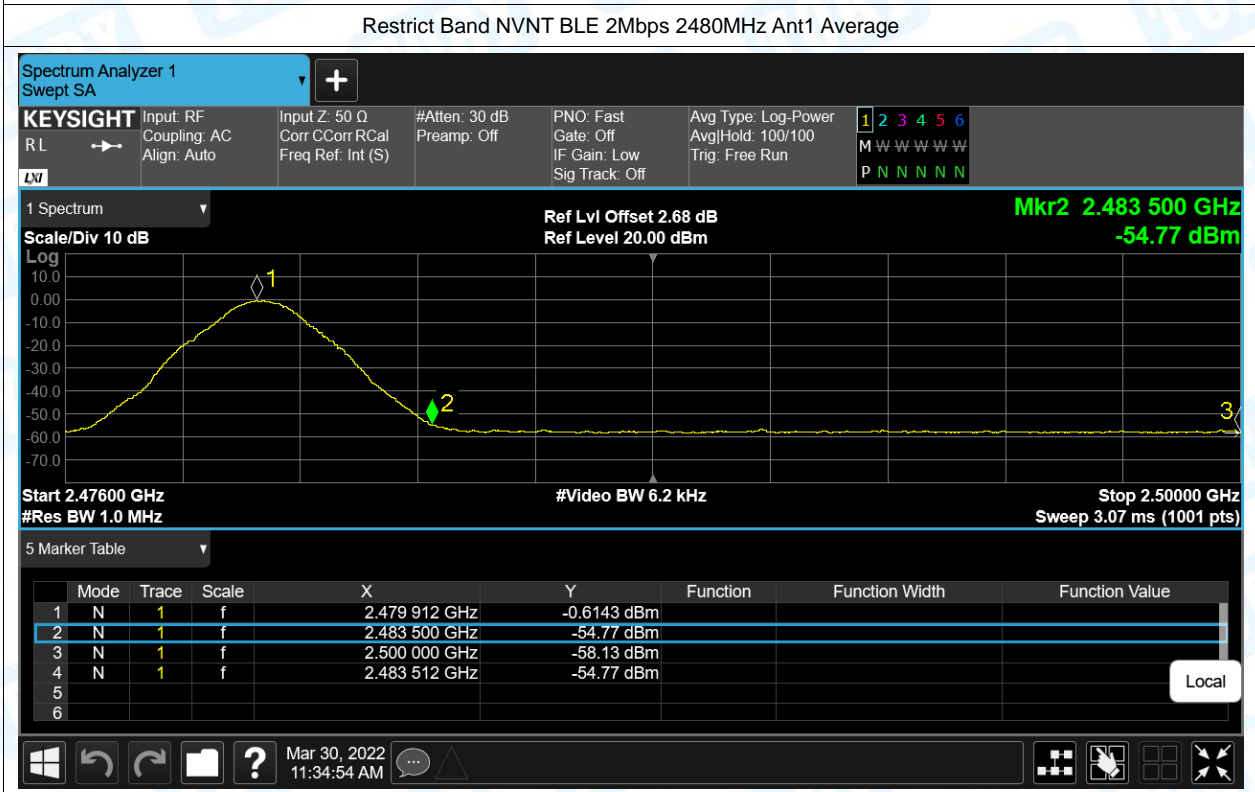 Restrict Band NVNT BLE 2Mbps 2480MHz Ant1 Average
Spectrum Analyzer 1
Swept SA
+
KEYSIGHT
R L
LXI
Input: RF
Coupling: AC
Align: Auto
Input Z: 50 Ω
Corr CCorr RCal
Freq Ref: Int (S)
#Atten: 30 dB
Preamp: Off
PNO: Fast
Gate: Off
IF Gain: Low
Sig Track: Off
Avg Type: Log-Power
Avg|Hold: 100/100
Trig: Free Run
1 2 3 4 5 6
M W W W W W
P N N N N N
1 Spectrum
Scale/Div 10 dB
Ref Lvl Offset 2.68 dB
Ref Level 20.00 dBm
Mkr2 2.483 500 GHz
-54.77 dBm
Log
10.0
0.00
-10.0
-20.0
-30.0
-40.0
-50.0
-60.0
-70.0
1
2
3
Start 2.47600 GHz
#Res BW 1.0 MHz
#Video BW 6.2 kHz
Stop 2.50000 GHz
Sweep 3.07 ms (1001 pts)
5 Marker Table
Mode Trace Scale X Y Function Function Width Function Value
1 N 1 f 2.479 912 GHz -0.6143 dBm
2 N 1 f 2.483 500 GHz -54.77 dBm
3 N 1 f 2.500 000 GHz -58.13 dBm
4 N 1 f 2.483 512 GHz -54.77 dBm
5
6
Local
?
Mar 30, 2022
11:34:54 AM